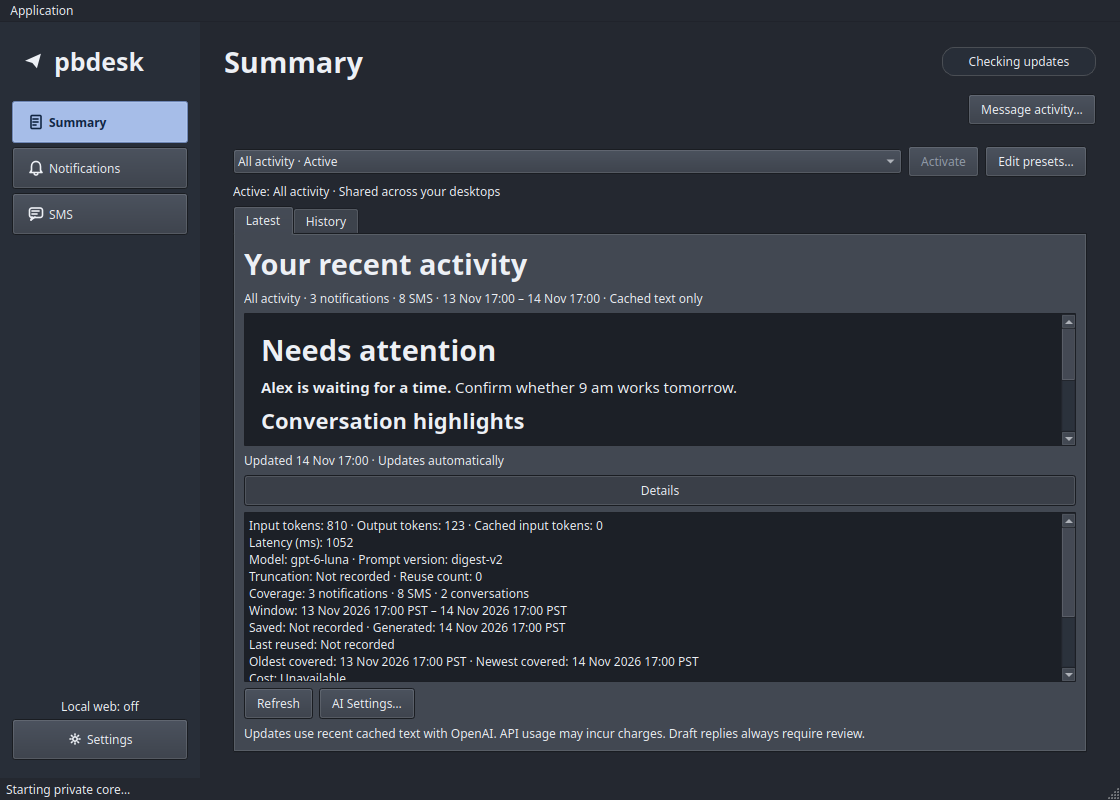 Application
pbdesk
Summary
Checking updates
Message activity...
Summary
Notifications
SMS
All activity · Active
Activate
Edit presets...
Active: All activity · Shared across your desktops
Latest
History
Your recent activity
All activity · 3 notifications · 8 SMS · 13 Nov 17:00 – 14 Nov 17:00 · Cached text only
Needs attention
Alex is waiting for a time. Confirm whether 9 am works tomorrow.
Conversation highlights
Updated 14 Nov 17:00 · Updates automatically
Details
Input tokens: 810 · Output tokens: 123 · Cached input tokens: 0
Latency (ms): 1052
Model: gpt-6-luna · Prompt version: digest-v2
Truncation: Not recorded · Reuse count: 0
Coverage: 3 notifications · 8 SMS · 2 conversations
Window: 13 Nov 2026 17:00 PST – 14 Nov 2026 17:00 PST
Saved: Not recorded · Generated: 14 Nov 2026 17:00 PST
Last reused: Not recorded
Oldest covered: 13 Nov 2026 17:00 PST · Newest covered: 14 Nov 2026 17:00 PST
Cost: Unavailable
Refresh
AI Settings...
Updates use recent cached text with OpenAI. API usage may incur charges. Draft replies always require review.
Local web: off
Settings
Starting private core...